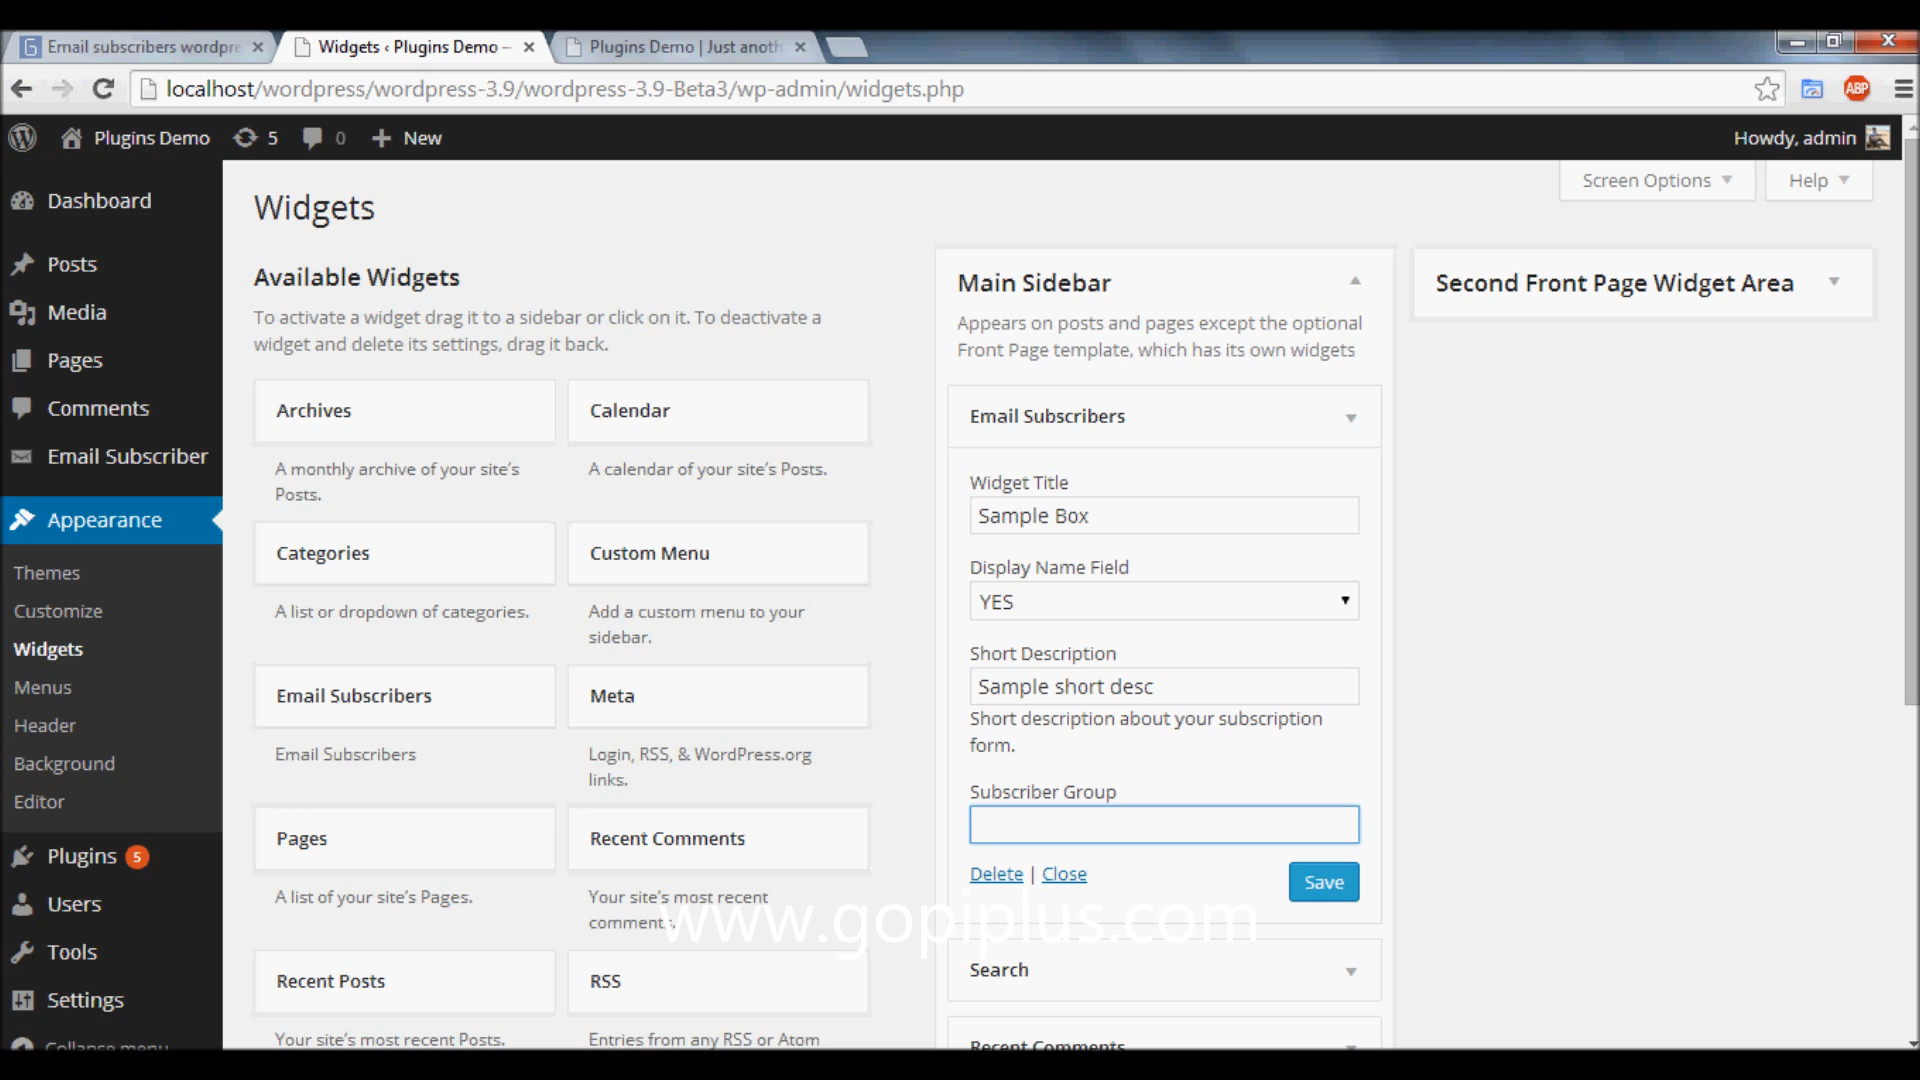 Email subscribers wordpre
Widgets ‹ Plugins Demo –
Plugins Demo | Just anoth
localhost/wordpress/wordpress-3.9/wordpress-3.9-Beta3/wp-admin/widgets.php
ABP
Plugins Demo
5
0
New
Howdy, admin
Screen Options
Help
Dashboard
Posts
Media
Pages
Comments
Email Subscriber
Appearance
Themes
Customize
Widgets
Menus
Header
Background
Editor
Plugins 5
Users
Tools
Settings
Collapse menu
Widgets
Available Widgets
To activate a widget drag it to a sidebar or click on it. To deactivate a
widget and delete its settings, drag it back.
Archives
A monthly archive of your site's
Posts.
Calendar
A calendar of your site's Posts.
Categories
A list or dropdown of categories.
Custom Menu
Add a custom menu to your
sidebar.
Email Subscribers
Email Subscribers
Meta
Login, RSS, & WordPress.org
links.
Pages
A list of your site's Pages.
Recent Comments
Your site's most recent
comments.
Recent Posts
Your site's most recent Posts.
RSS
Entries from any RSS or Atom
Main Sidebar
Appears on posts and pages except the optional
Front Page template, which has its own widgets
Email Subscribers
Widget Title
Sample Box
Display Name Field
YES
Short Description
Sample short desc
Short description about your subscription
form.
Subscriber Group
Delete | Close
Save
Search
Recent Comments
Second Front Page Widget Area
www.gopiplus.com